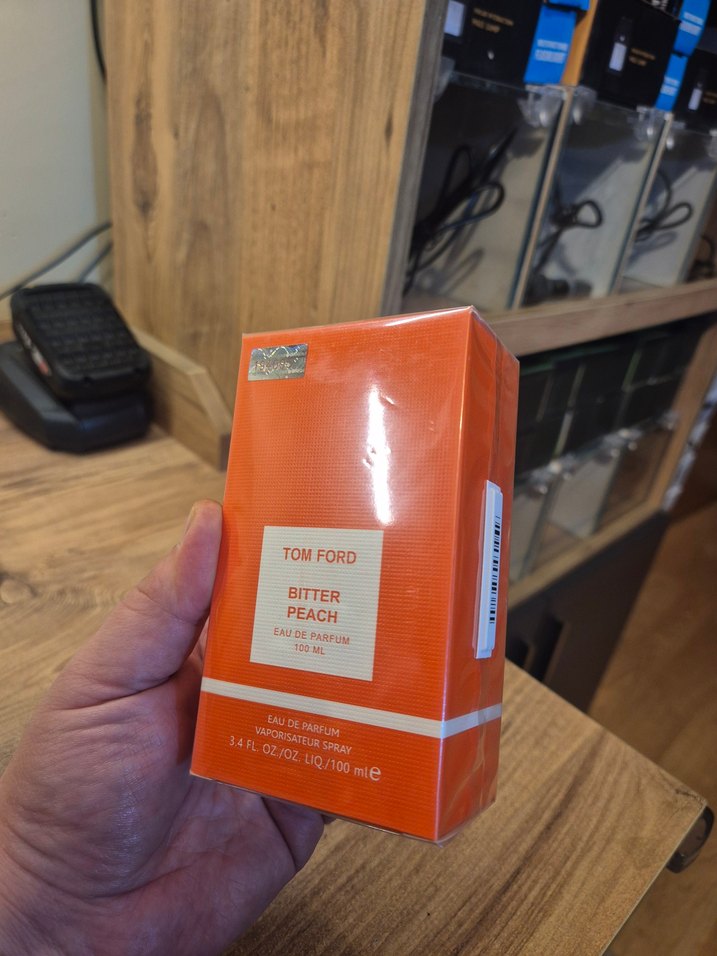 TOM FORD
BITTER
PEACH
EAU DE PARFUM
100 ML
EAU DE PARFUM
VAPORISATEUR SPRAY
3.4 FL. OZ./OZ. LIQ./100 ml e